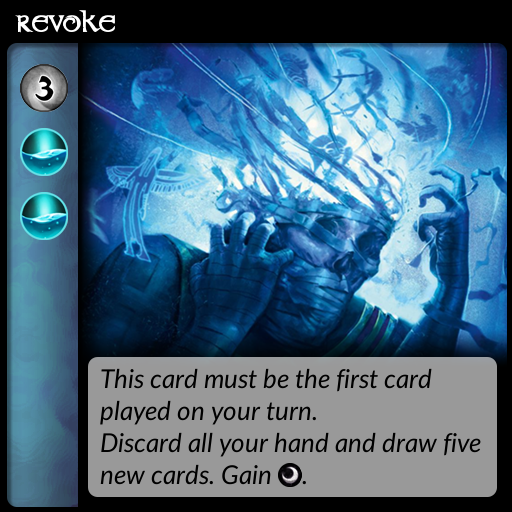 Revoke
3
This card must be the first card
played on your turn.
Discard all your hand and draw five
new cards. Gain .